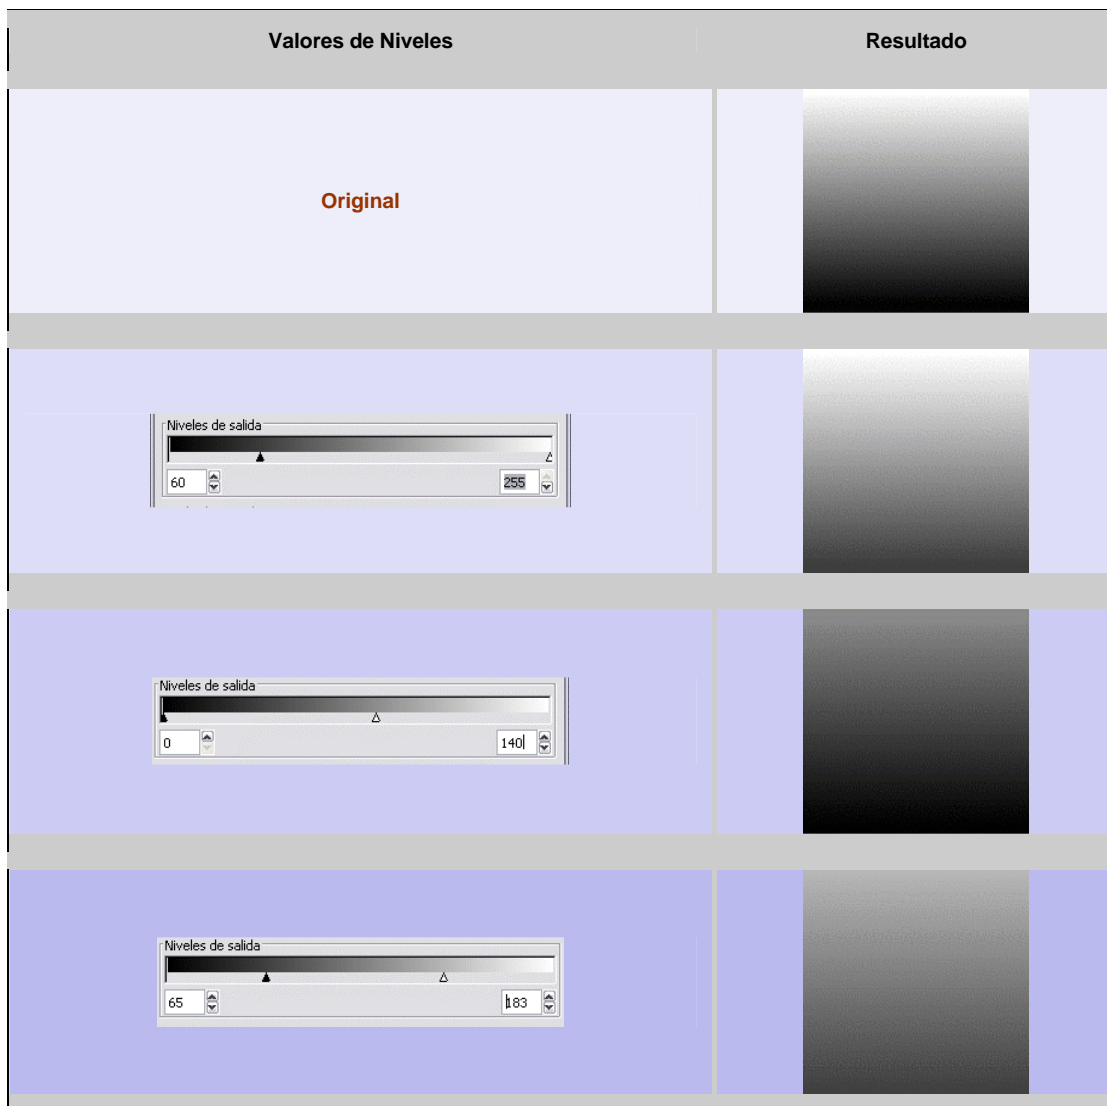 Valores de Niveles Resultado
Original
Niveles de salida
60 255
Niveles de salida
0 140
Niveles de salida
65 183